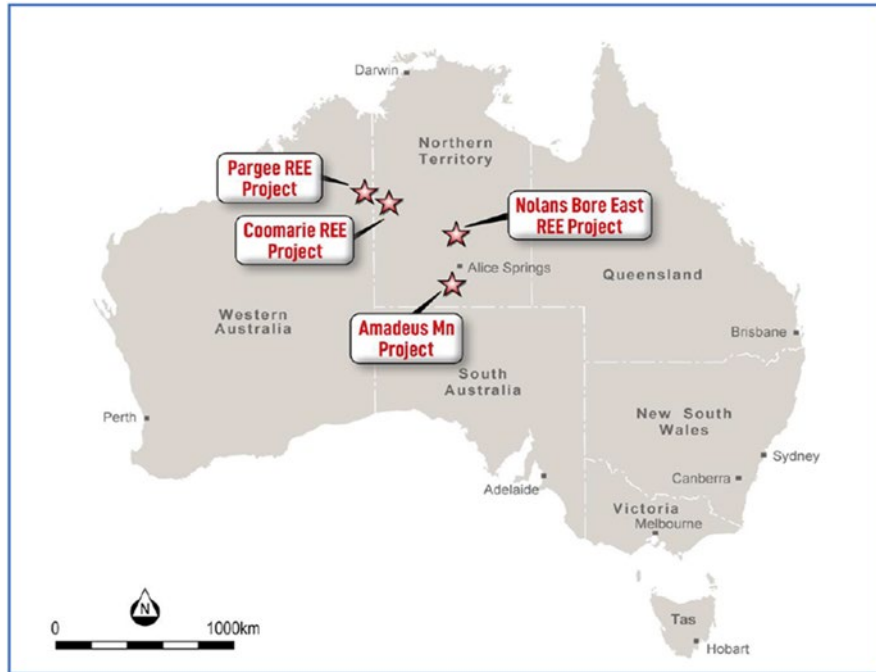 Darwin
Northern
Territory
Pargee REE
Project
Coomarie REE
Project
Nolans Bore East
REE Project
Alice Springs
Queensland
Western
Australia
Amadeus Mn
Project
South
Australia
Brisbane
Perth
New South
Wales
Sydney
Canberra
Adelaide
Victoria
Melbourne
Tas
Hobart
N
0
1000km